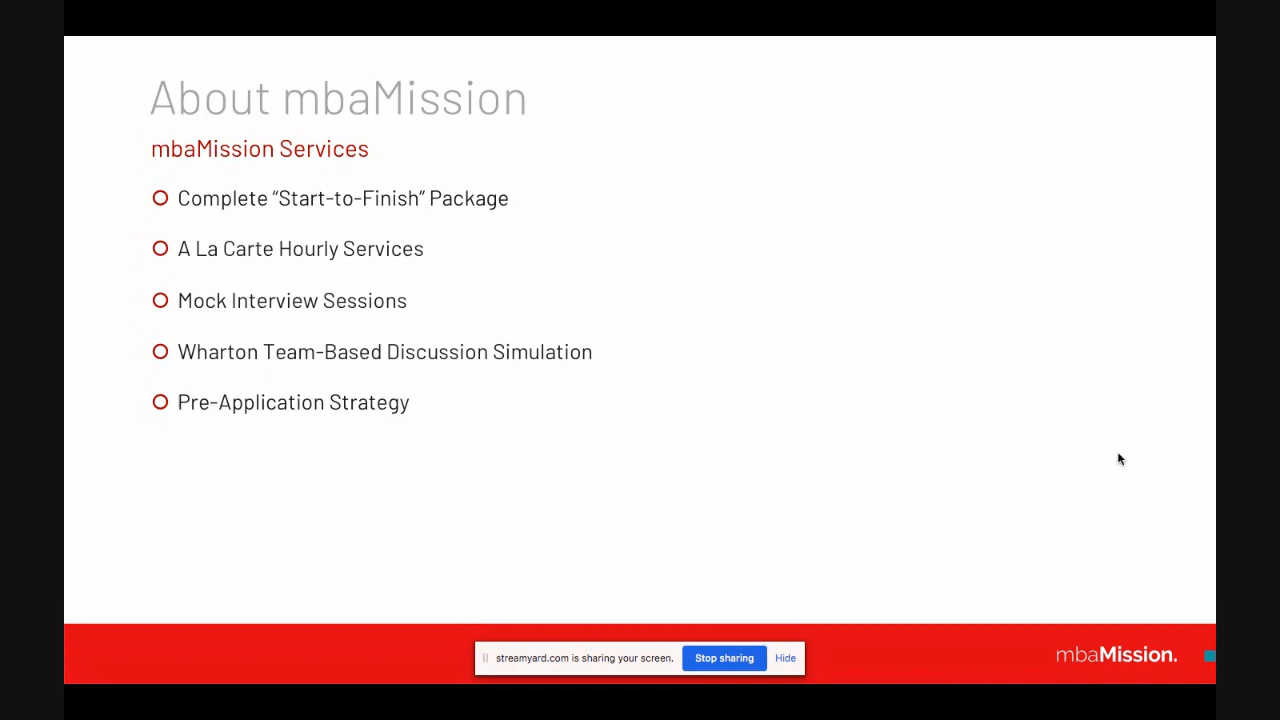 About mbaMission
mbaMission Services
Complete “Start-to-Finish” Package
A La Carte Hourly Services
Mock Interview Sessions
Wharton Team-Based Discussion Simulation
Pre-Application Strategy
streamyard.com is sharing your screen. Stop sharing Hide
mbaMission.